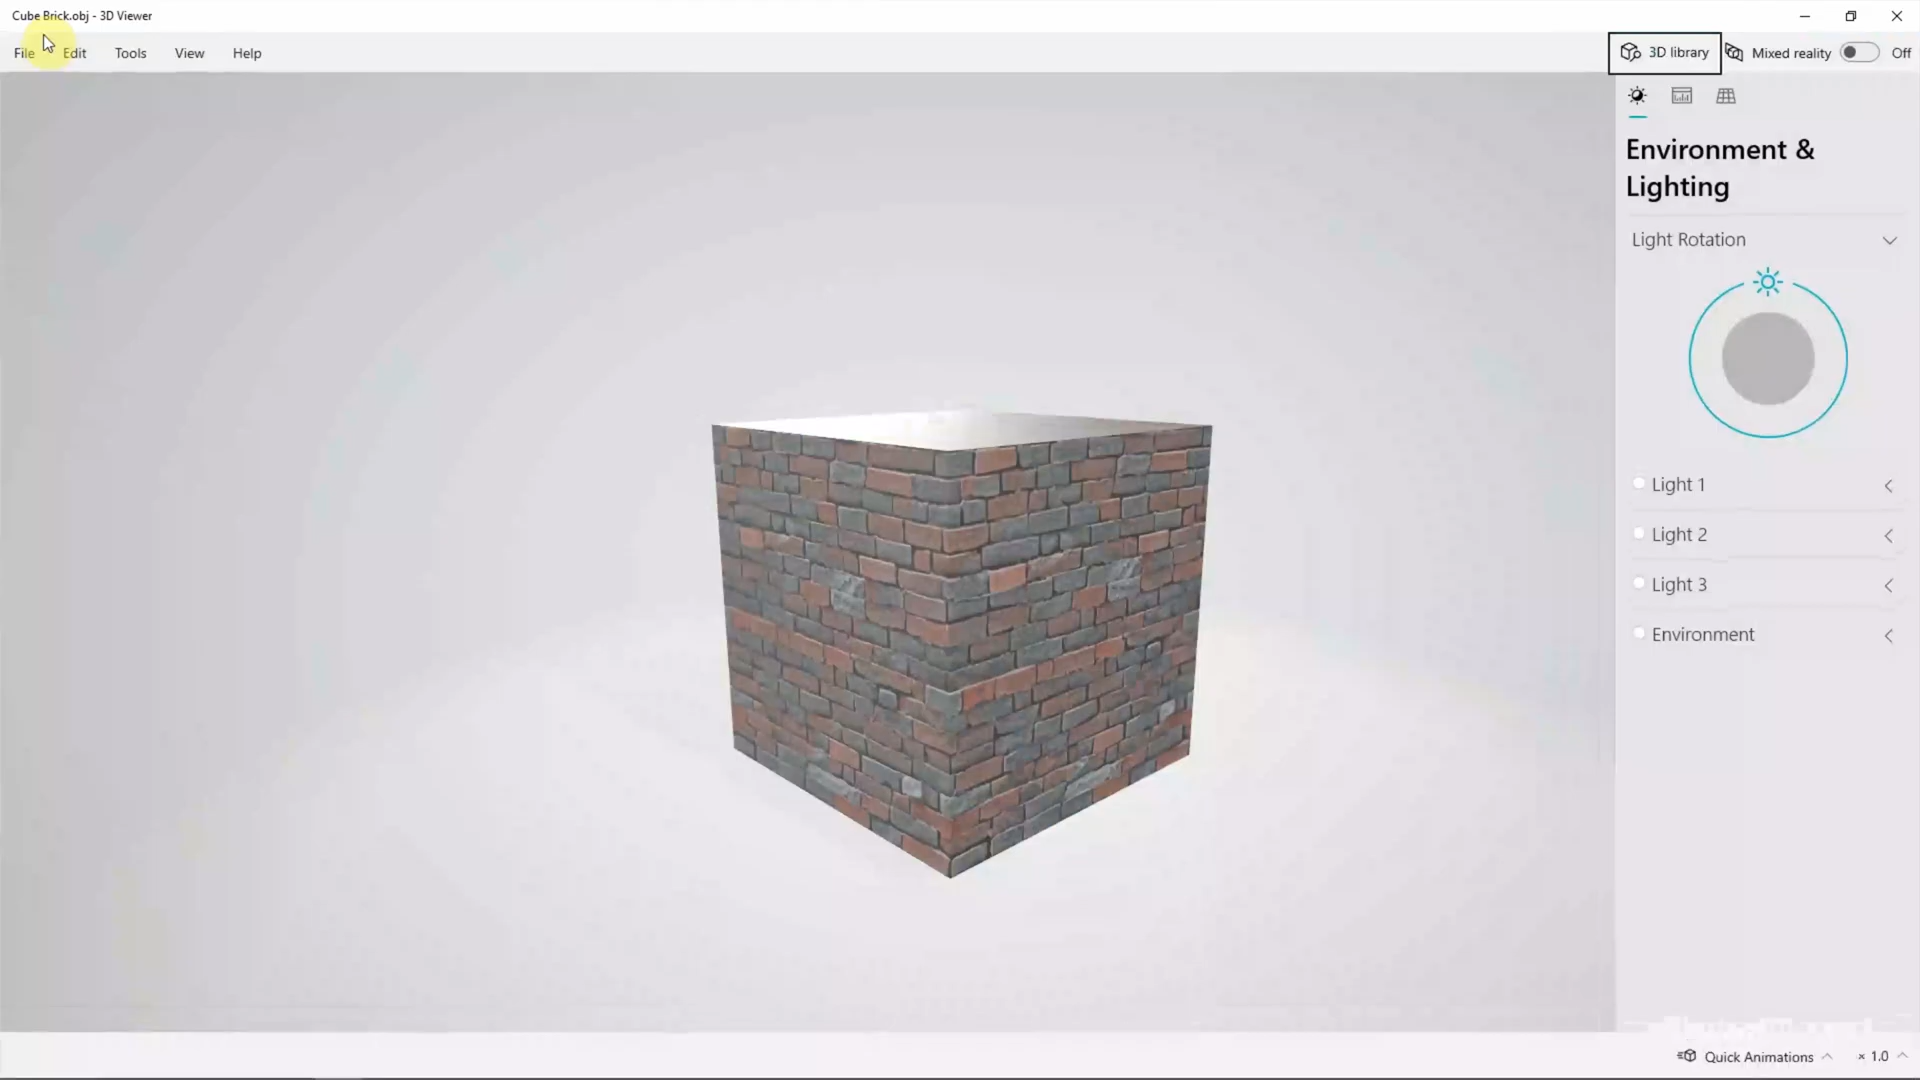 Cube Brick.obj - 3D Viewer
File Edit Tools View Help
3D library Mixed reality Off
Environment &
Lighting
Light Rotation
Light 1
Light 2
Light 3
Environment
Quick Animations × 1.0